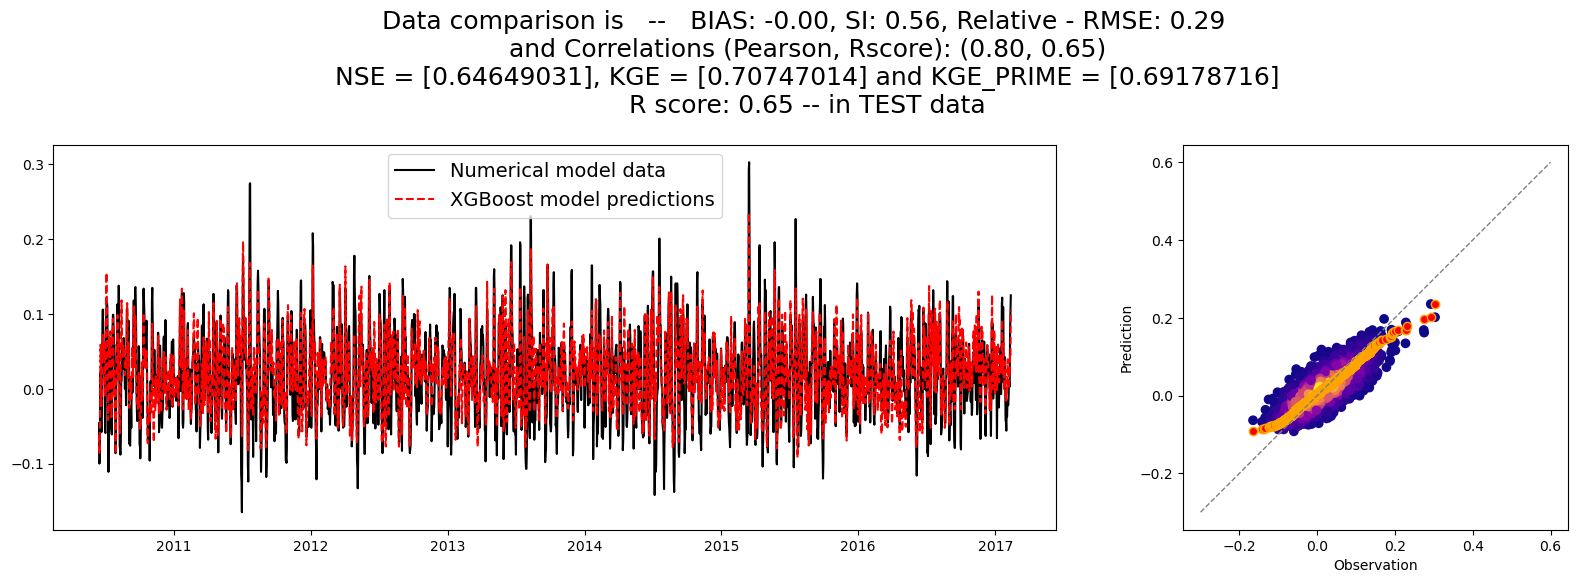 Data comparison is -- BIAS: -0.00, SI: 0.56, Relative - RMSE: 0.29
and Correlations (Pearson, Rscore): (0.80, 0.65)
NSE = [0.64649031], KGE = [0.70747014] and KGE_PRIME = [0.69178716]
R score: 0.65 -- in TEST data
Numerical model data
XGBoost model predictions
0.3
0.2
0.1
0.0
−0.1
2011 2012 2013 2014 2015 2016 2017
Prediction
0.6
0.4
0.2
0.0
−0.2
−0.2 0.0 0.2 0.4 0.6
Observation